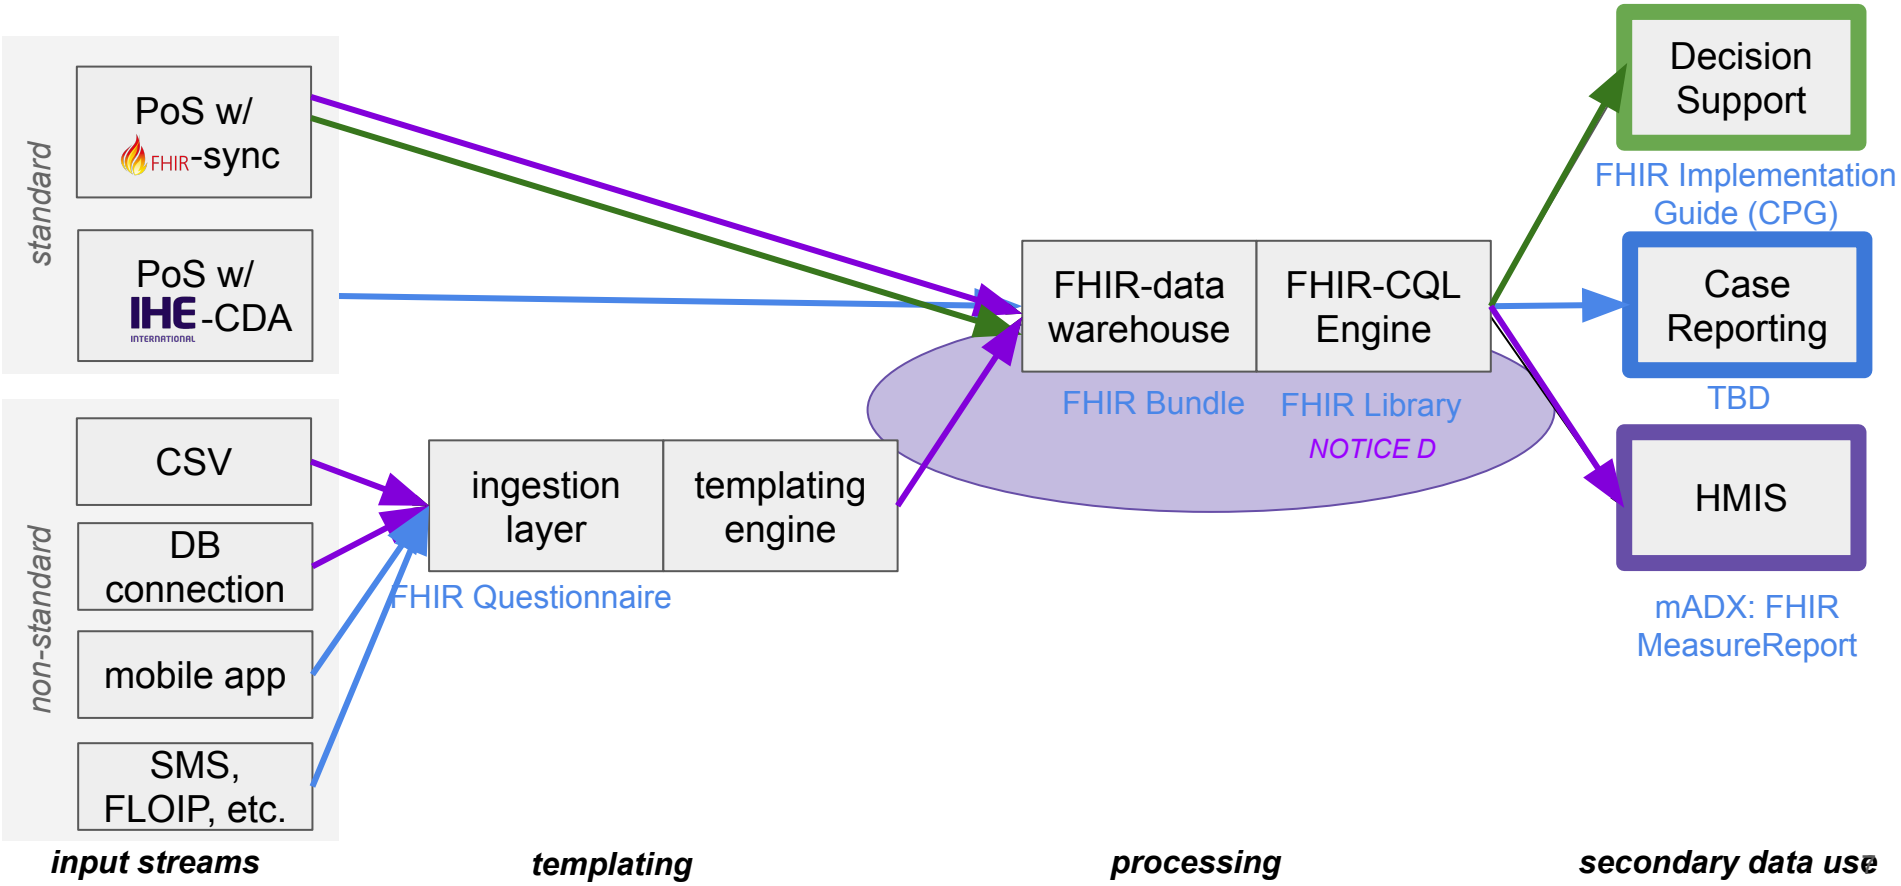 standard
PoS w/
FHIR-sync
PoS w/
IHE-CDA
INTERNATIONAL
non-standard
CSV
DB
connection
mobile app
SMS,
FLOIP, etc.
ingestion
layer
templating
engine
FHIR Questionnaire
FHIR-data
warehouse
FHIR-CQL
Engine
FHIR Bundle
FHIR Library
NOTICE D
Decision
Support
FHIR Implementation
Guide (CPG)
Case
Reporting
TBD
HMIS
mADX: FHIR
MeasureReport
input streams
templating
processing
secondary data use
7